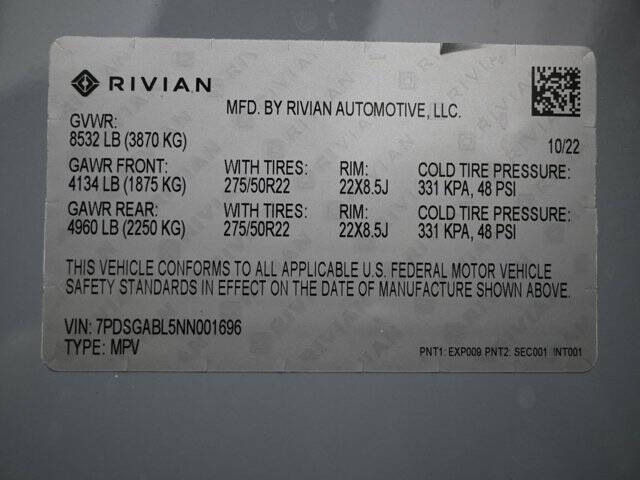 RIVIAN
MFD. BY RIVIAN AUTOMOTIVE, LLC.
GVWR:
8532 LB (3870 KG)
10/22
GAWR FRONT: WITH TIRES: RIM: COLD TIRE PRESSURE:
4134 LB (1875 KG) 275/50R22 22X8.5J 331 KPA, 48 PSI
GAWR REAR: WITH TIRES: RIM: COLD TIRE PRESSURE:
4960 LB (2250 KG) 275/50R22 22X8.5J 331 KPA, 48 PSI
THIS VEHICLE CONFORMS TO ALL APPLICABLE U.S. FEDERAL MOTOR VEHICLE
SAFETY STANDARDS IN EFFECT ON THE DATE OF MANUFACTURE SHOWN ABOVE.
VIN: 7PDSGABL5NN001696
TYPE: MPV
PNT1: EXP009 PNT2: SEC001 INT001